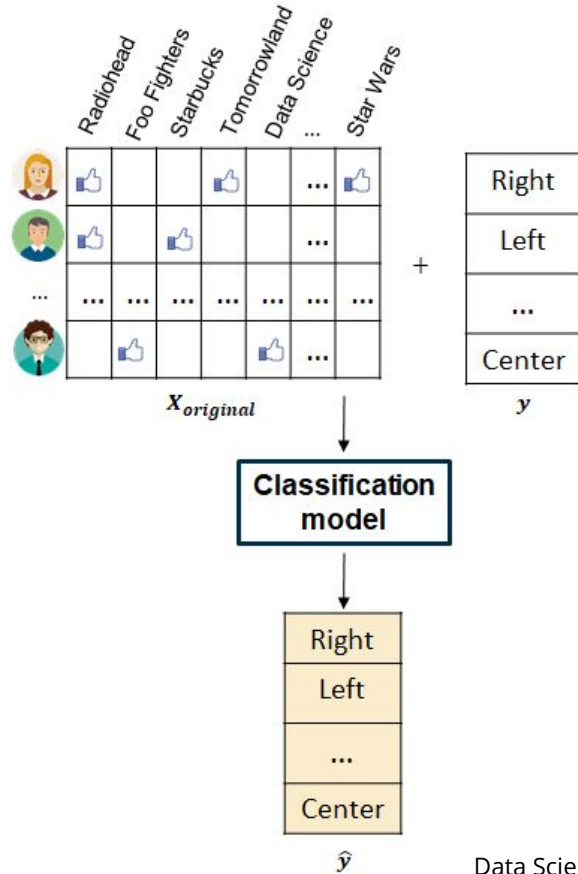 Radiohead
Foo Fighters
Starbucks
Tomorrowland
Data Science
...
Star Wars
... Right
... Left
+
... ... ... ... ... ... ... ... ...
... Center
X_original y
Classification
model
Right
Left
...
Center
ŷ
Data Scie